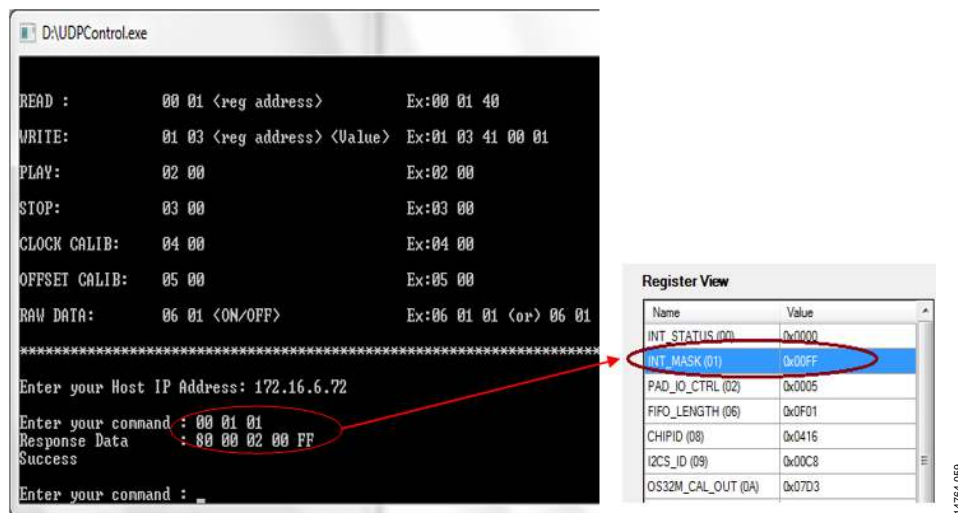 D:\UDPControl.exe
READ : 00 01 <reg address> Ex:00 01 40
WRITE: 01 03 <reg address> <Value> Ex:01 03 41 00 01
PLAY: 02 00 Ex:02 00
STOP: 03 00 Ex:03 00
CLOCK CALIB: 04 00 Ex:04 00
OFFSET CALIB: 05 00 Ex:05 00
RAW DATA: 06 01 <ON/OFF> Ex:06 01 01 <or> 06 01
Enter your Host IP Address: 172.16.6.72
Enter your command : 00 01 01
Response Data : 80 00 02 00 FF
Success
Enter your command : _
Register View
Name Value
INT_STATUS (00) 0x0000
INT_MASK (01) 0x00FF
PAD_IO_CTRL (02) 0x0005
FIFO_LENGTH (06) 0x0F01
CHIPID (08) 0x0416
I2CS_ID (09) 0x00C8
OS32M_CAL_OUT (0A) 0x07D3
14764-059